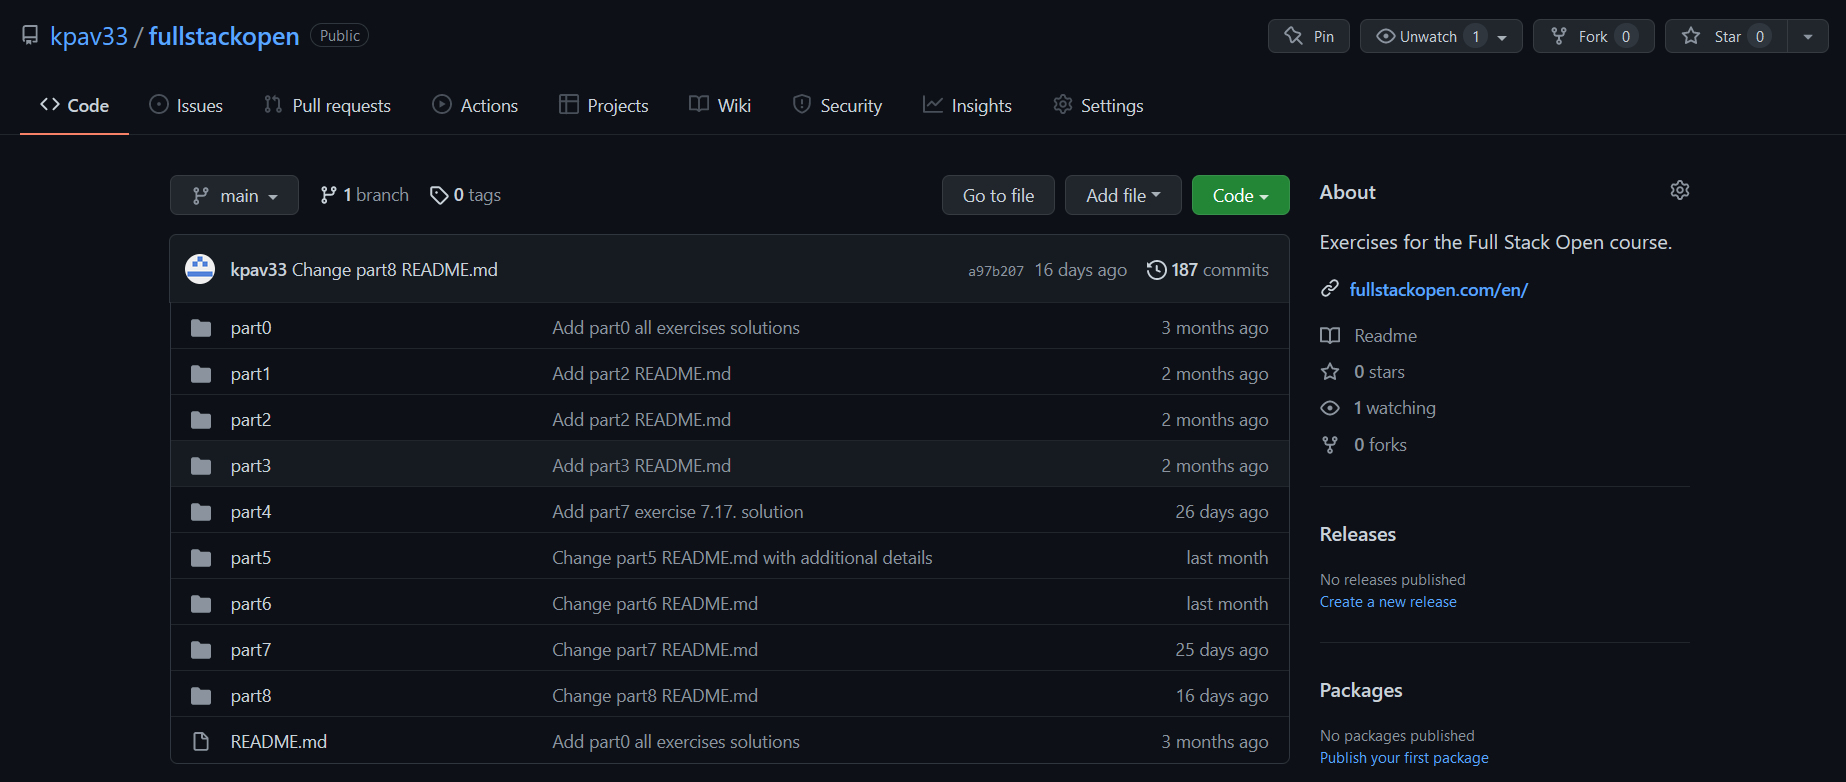 kpav33 / fullstackopen Public Pin Unwatch 1 Fork 0 Star 0
Code Issues Pull requests Actions Projects Wiki Security Insights Settings
main 1 branch 0 tags Go to file Add file Code
kpav33 Change part8 README.md a97b207 16 days ago 187 commits
part0 Add part0 all exercises solutions 3 months ago
part1 Add part2 README.md 2 months ago
part2 Add part2 README.md 2 months ago
part3 Add part3 README.md 2 months ago
part4 Add part7 exercise 7.17. solution 26 days ago
part5 Change part5 README.md with additional details last month
part6 Change part6 README.md last month
part7 Change part7 README.md 25 days ago
part8 Change part8 README.md 16 days ago
README.md Add part0 all exercises solutions 3 months ago
About
Exercises for the Full Stack Open course.
fullstackopen.com/en/
Readme
0 stars
1 watching
0 forks
Releases
No releases published
Create a new release
Packages
No packages published
Publish your first package